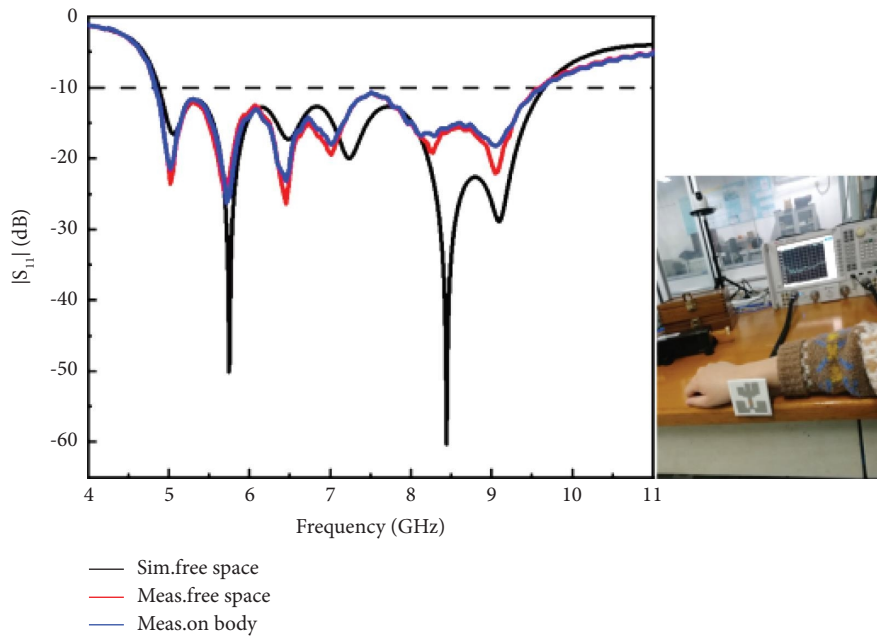 0
-10
-20
-30
-40
-50
-60
|S₁₁| (dB)
4 5 6 7 8 9 10 11
Frequency (GHz)
Sim.free space
Meas.free space
Meas.on body